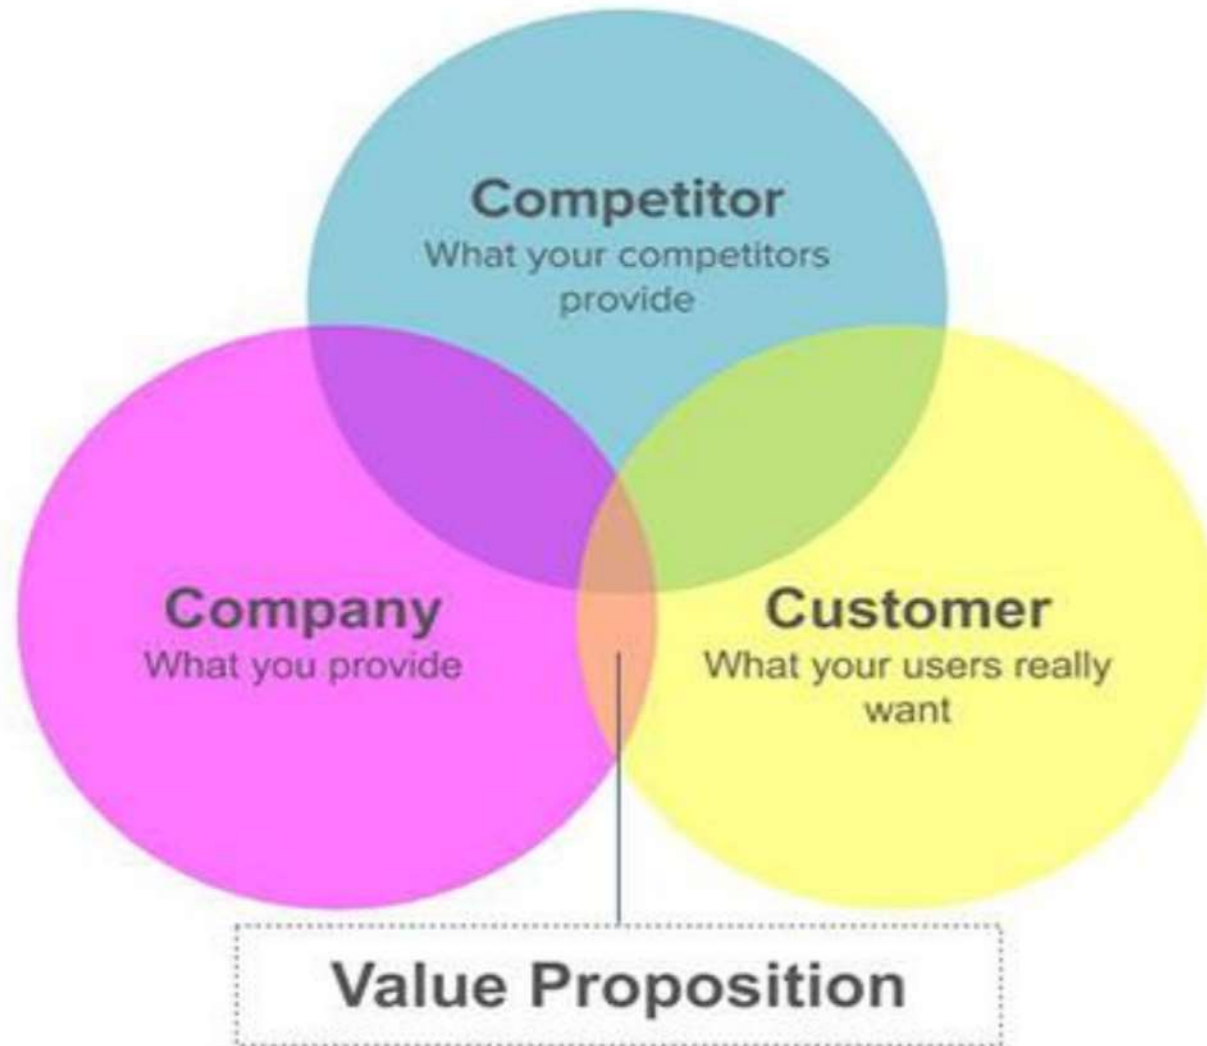 Competitor
What your competitors
provide
Company
What you provide
Customer
What your users really
want
Value Proposition